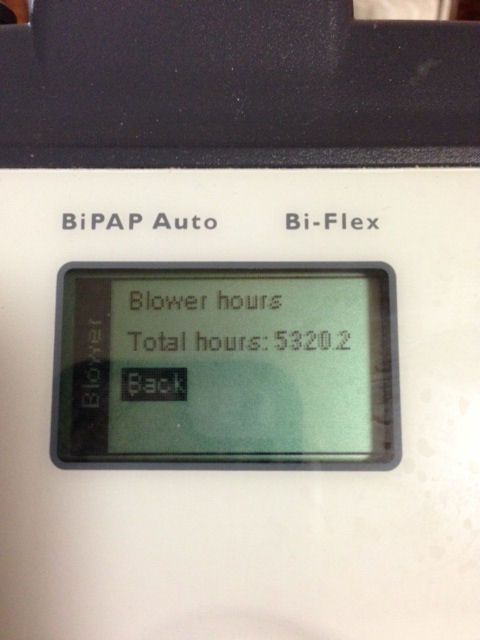 BiPAP Auto Bi-Flex
Blower
Blower hours
Total hours: 5320.2
Back